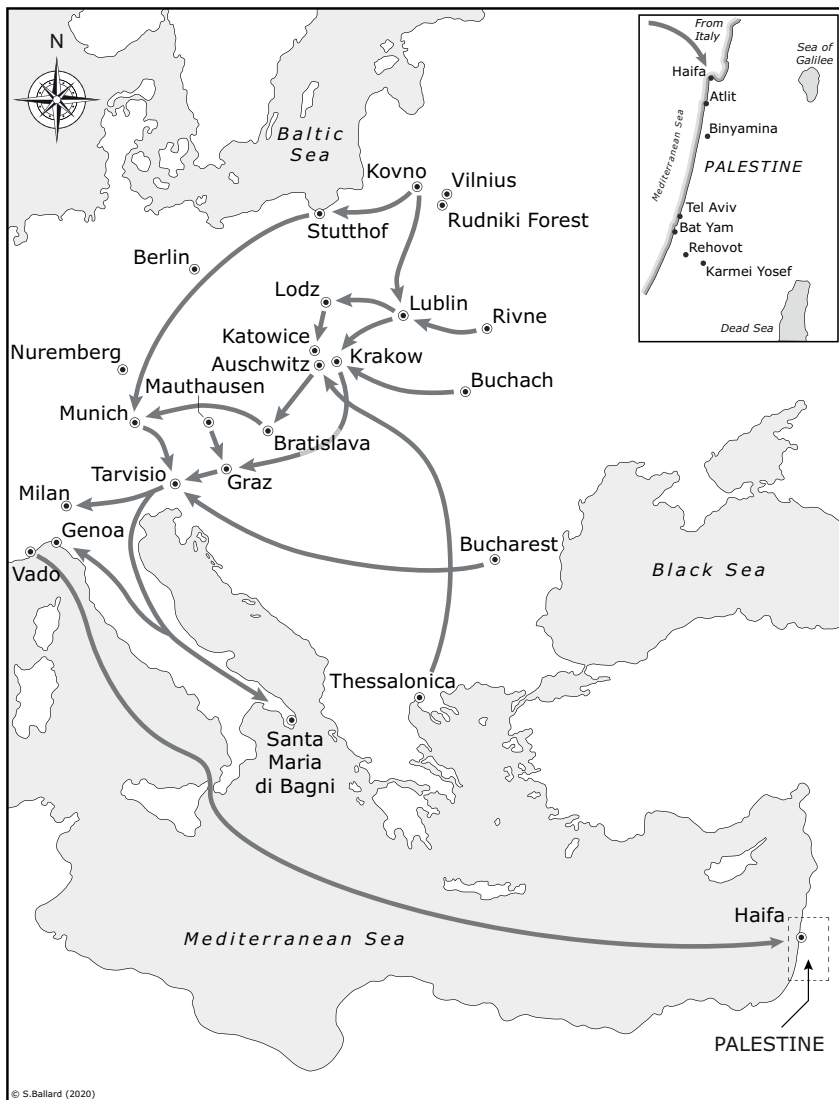 N
Baltic
Sea
Kovno
Vilnius
Rudniki Forest
Stutthof
Berlin
Lodz
Lublin
Rivne
Katowice
Nuremberg
Auschwitz
Krakow
Mauthausen
Buchach
Munich
Bratislava
Tarvisio
Graz
Milan
Genoa
Bucharest
Vado
Black Sea
Thessalonica
Santa
Maria
di Bagni
Haifa
Mediterranean Sea
PALESTINE
© S.Ballard (2020)
From
Italy
Sea of
Galilee
Haifa
Atlit
Mediterranean Sea
Binyamina
PALESTINE
Tel Aviv
Bat Yam
Rehovot
Karmei Yosef
Dead Sea